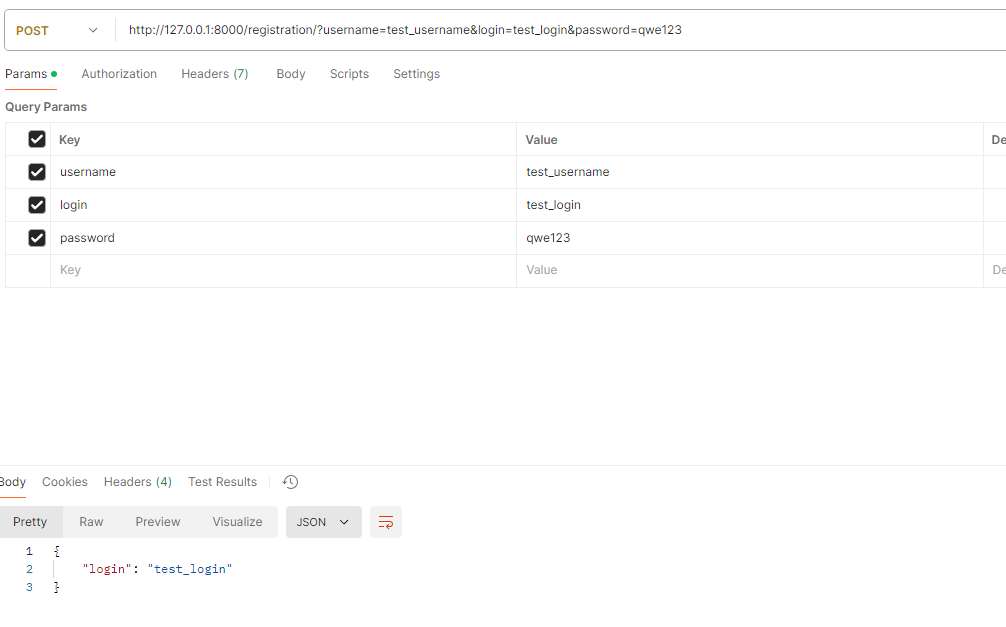 POST http://127.0.0.1:8000/registration/?username=test_username&login=test_login&password=qwe123
Params Authorization Headers (7) Body Scripts Settings
Query Params
Key Value De
username test_username
login test_login
password qwe123
Key Value De
Body Cookies Headers (4) Test Results
Pretty Raw Preview Visualize JSON
1 {
2 "login": "test_login"
3 }